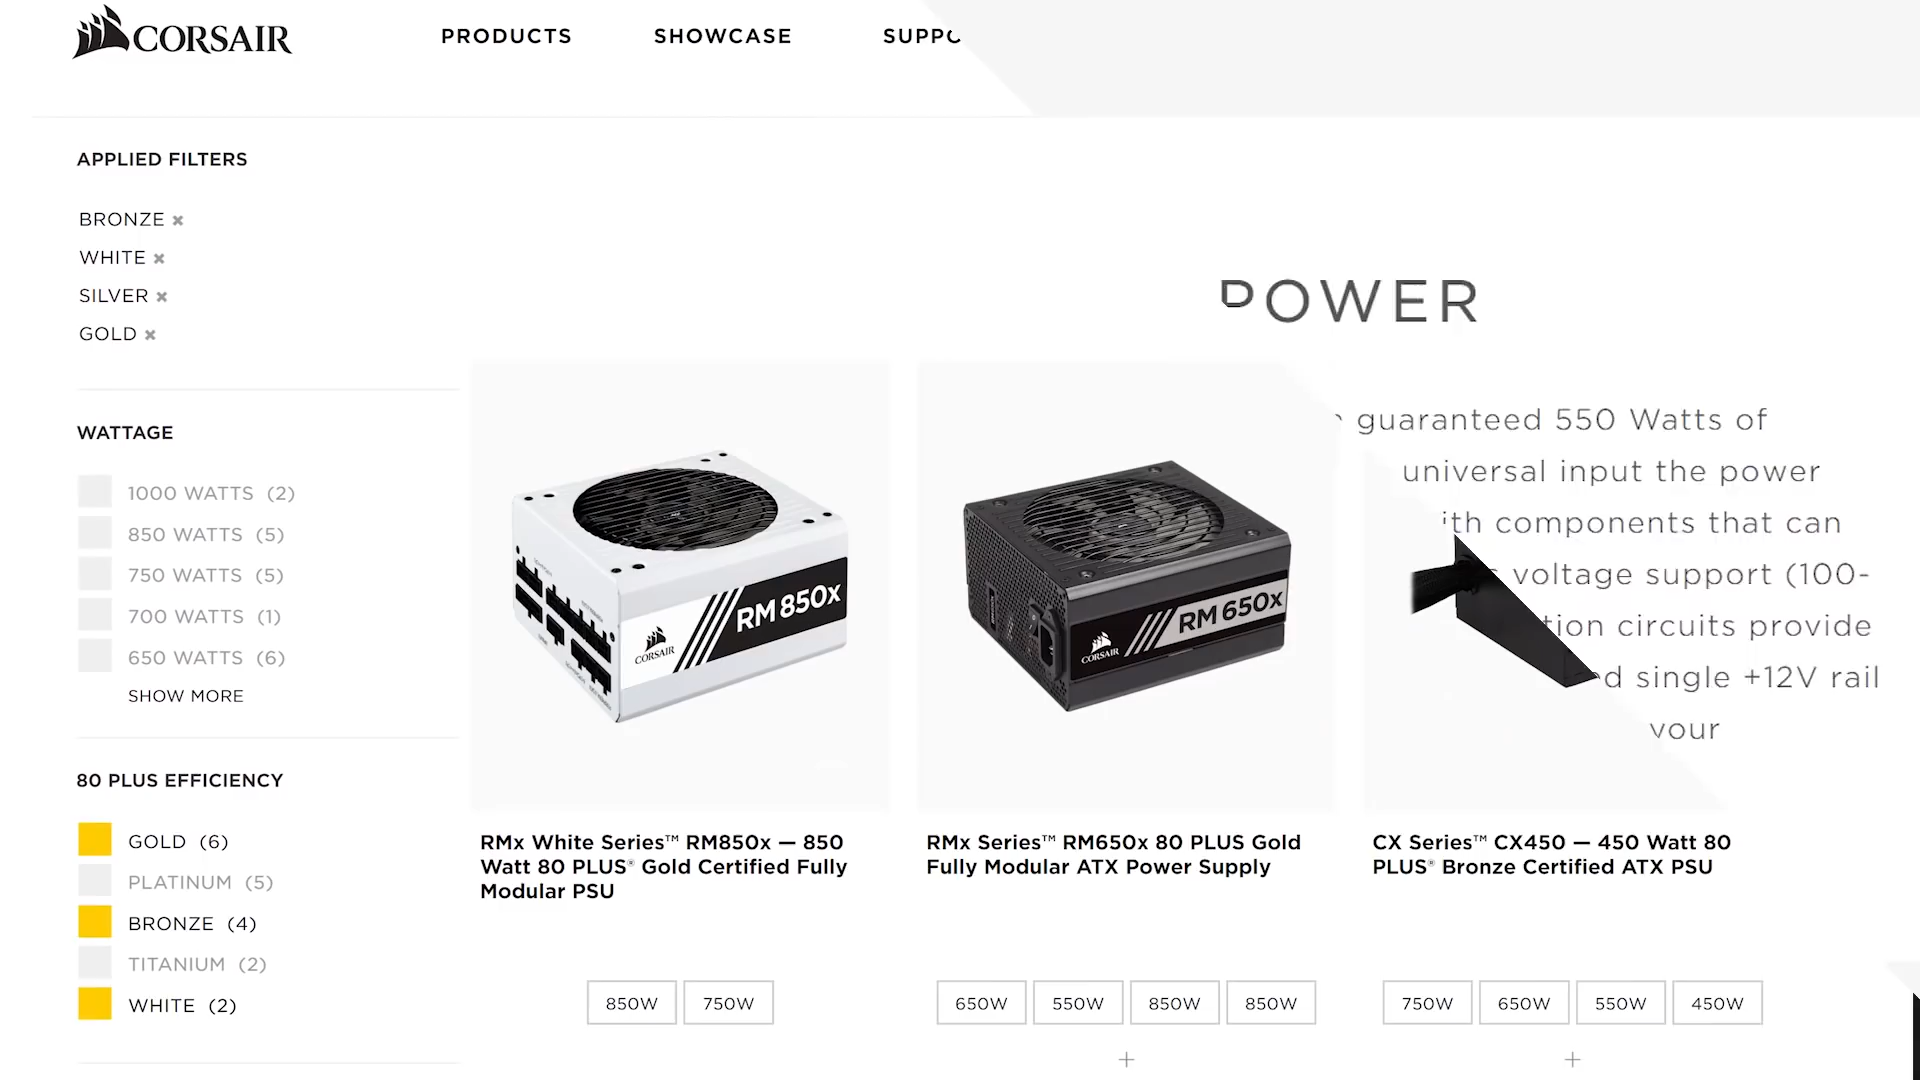 CORSAIR
PRODUCTS
SHOWCASE
APPLIED FILTERS
BRONZE ×
WHITE ×
SILVER ×
GOLD ×
WATTAGE
1000 WATTS (2)
850 WATTS (5)
750 WATTS (5)
700 WATTS (1)
650 WATTS (6)
SHOW MORE
80 PLUS EFFICIENCY
GOLD (6)
PLATINUM (5)
BRONZE (4)
TITANIUM (2)
WHITE (2)
POWER
guaranteed 550 Watts of
universal input the power
components that can
voltage support (100-
circuits provide
single +12V rail
RM 850x
CORSAIR
RM 650x
CORSAIR
RMx White Series™ RM850x — 850
Watt 80 PLUS® Gold Certified Fully
Modular PSU
RMx Series™ RM650x 80 PLUS Gold
Fully Modular ATX Power Supply
CX Series™ CX450 — 450 Watt 80
PLUS® Bronze Certified ATX PSU
850W 750W
650W 550W 850W 850W
750W 650W 550W 450W
+
+